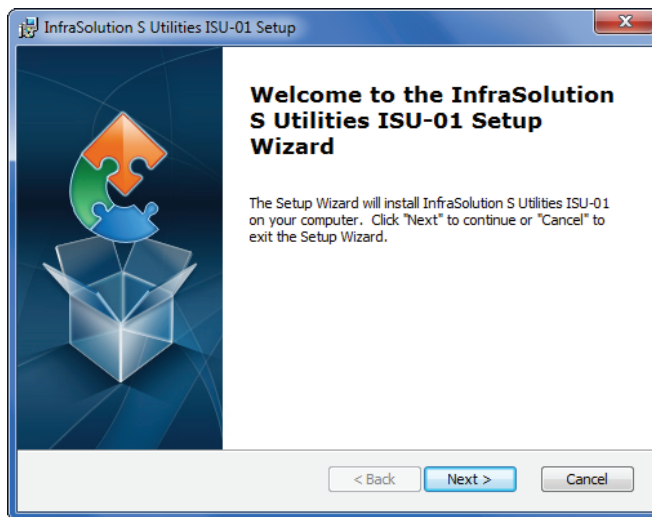 InfraSolution S Utilities ISU-01 Setup
X
Welcome to the InfraSolution
S Utilities ISU-01 Setup
Wizard
The Setup Wizard will install InfraSolution S Utilities ISU-01
on your computer. Click "Next" to continue or "Cancel" to
exit the Setup Wizard.
< Back Next > Cancel